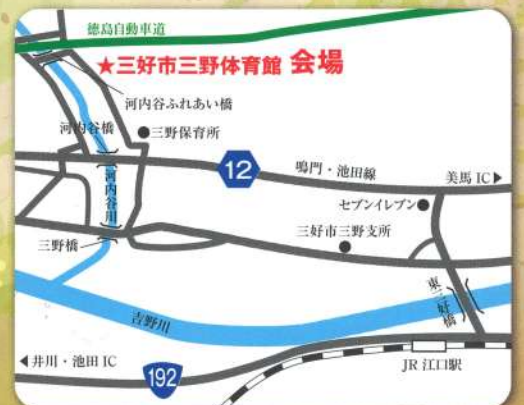 徳島自動車道
★三好市三野体育館 会場
河内谷ふれあい橋
河内谷橋
●三野保育所
12
鳴門・池田線
美馬IC▶
河内谷川
セブンイレブン●
三好市三野支所
三野橋
東三好橋
吉野川
◀井川・池田IC
192
JR 江口駅